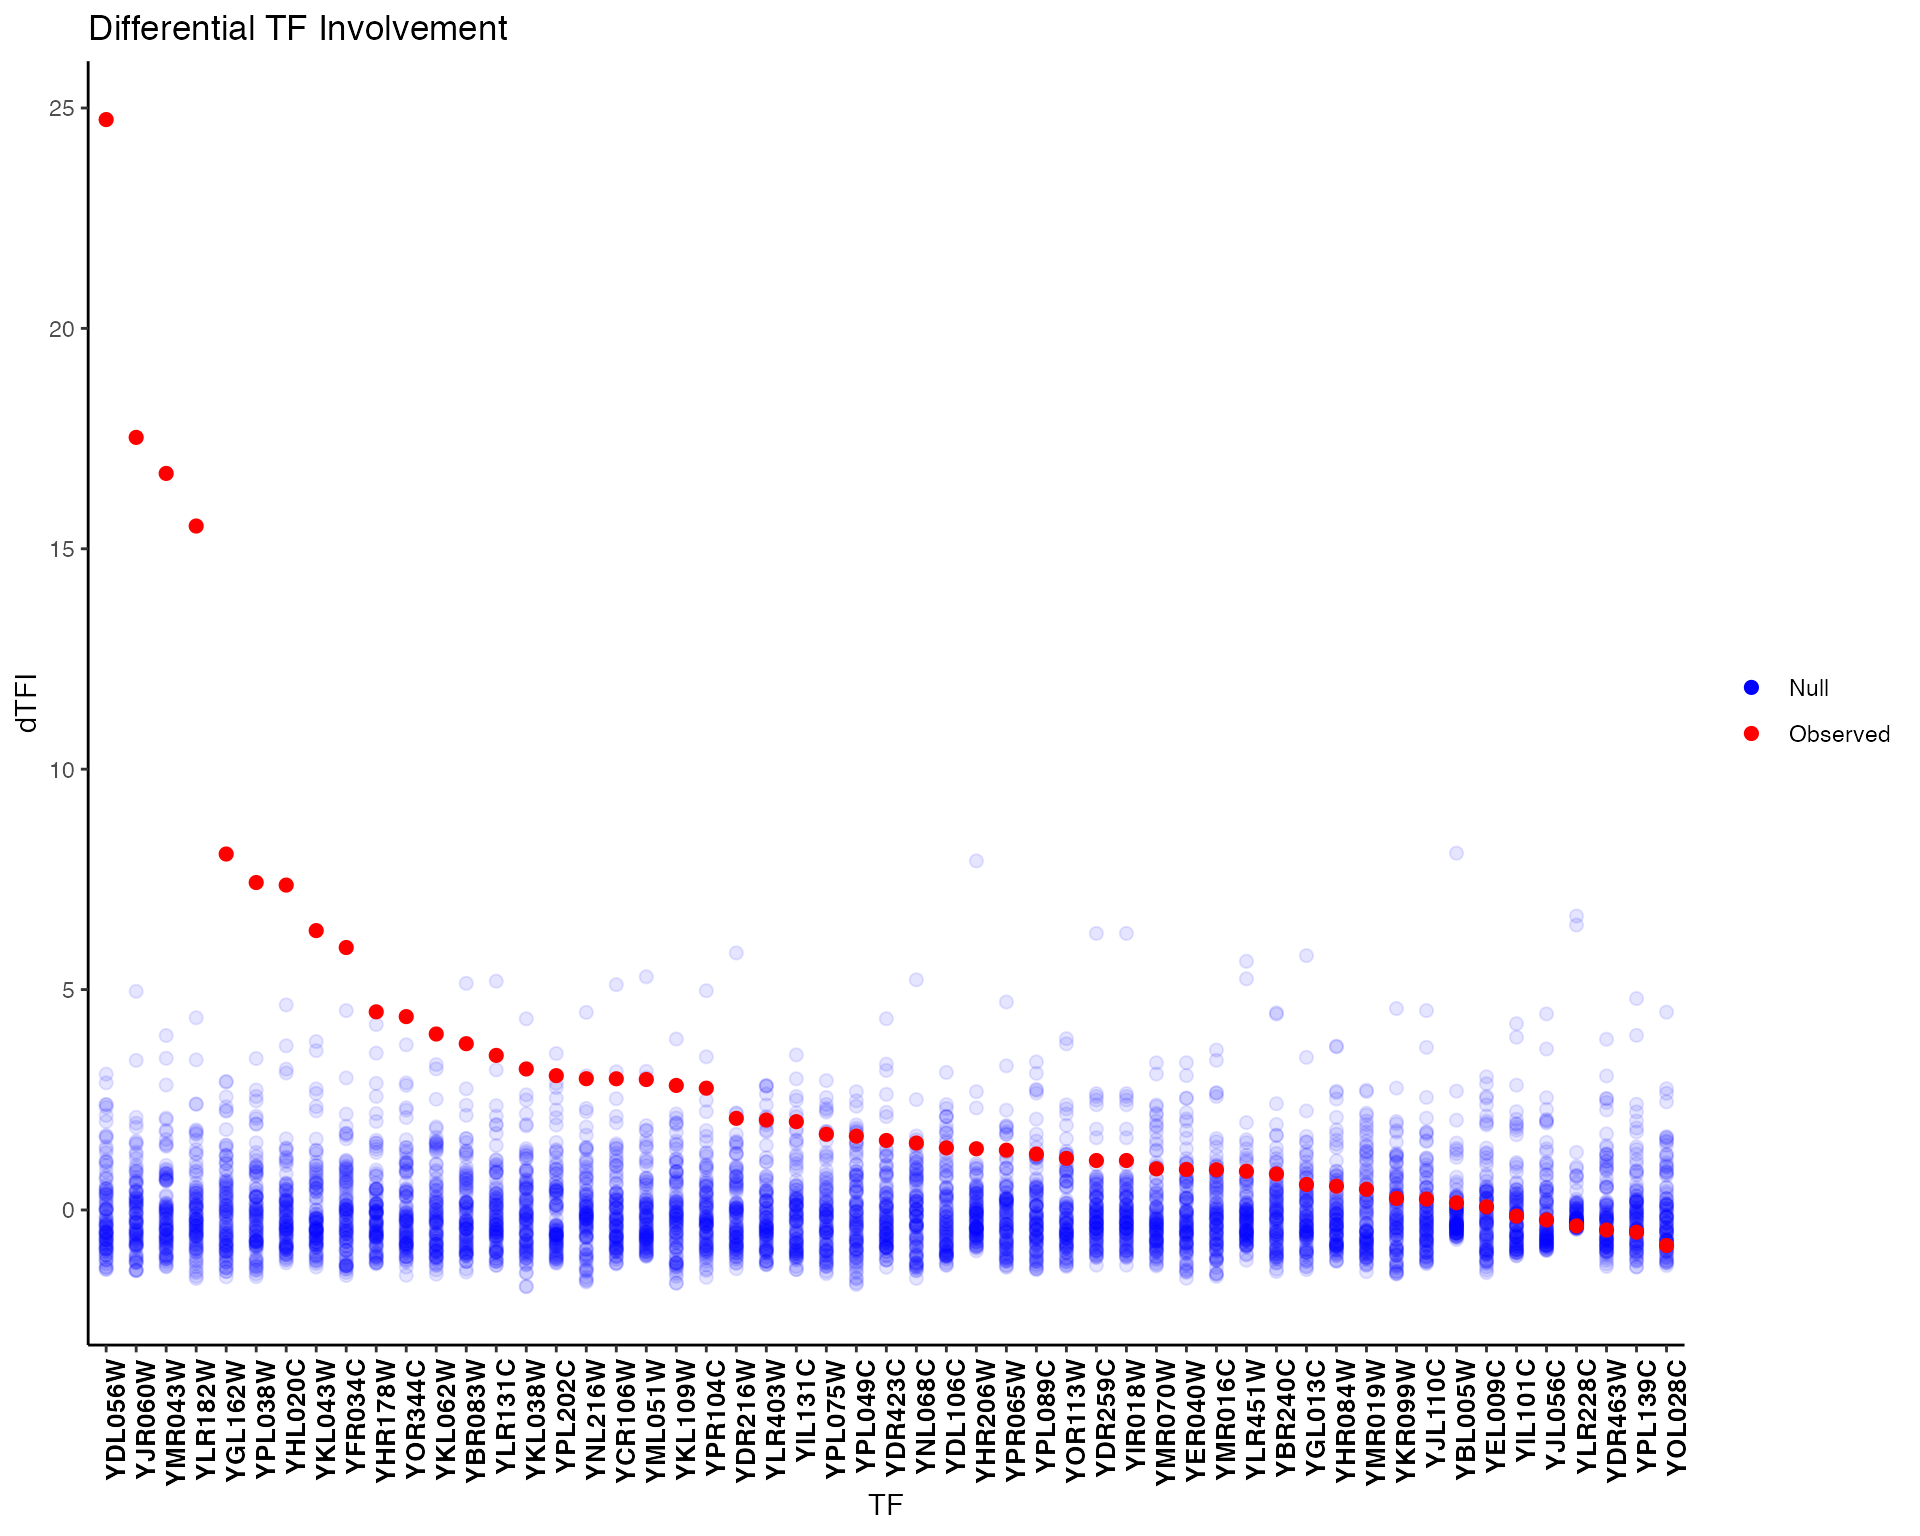 Differential TF Involvement
25
20
15
10
5
0
dTFI
Null
Observed
YDL056W
YJR060W
YMR043W
YLR182W
YGL162W
YPL038W
YHL020C
YKL043W
YFR034C
YHR178W
YOR344C
YKL062W
YBR083W
YLR131C
YKL038W
YPL202C
YNL216W
YCR106W
YML051W
YKL109W
YPR104C
YDR216W
YLR403W
YIL131C
YPL075W
YPL049C
YDR423C
YNL068C
YDL106C
YHR206W
YPR065W
YPL089C
YOR113W
YDR259C
YIR018W
YMR070W
YER040W
YMR016C
YLR451W
YBR240C
YGL013C
YHR084W
YMR019W
YKR099W
YJL110C
YBL005W
YEL009C
YIL101C
YJL056C
YLR228C
YDR463W
YPL139C
YOL028C
TF